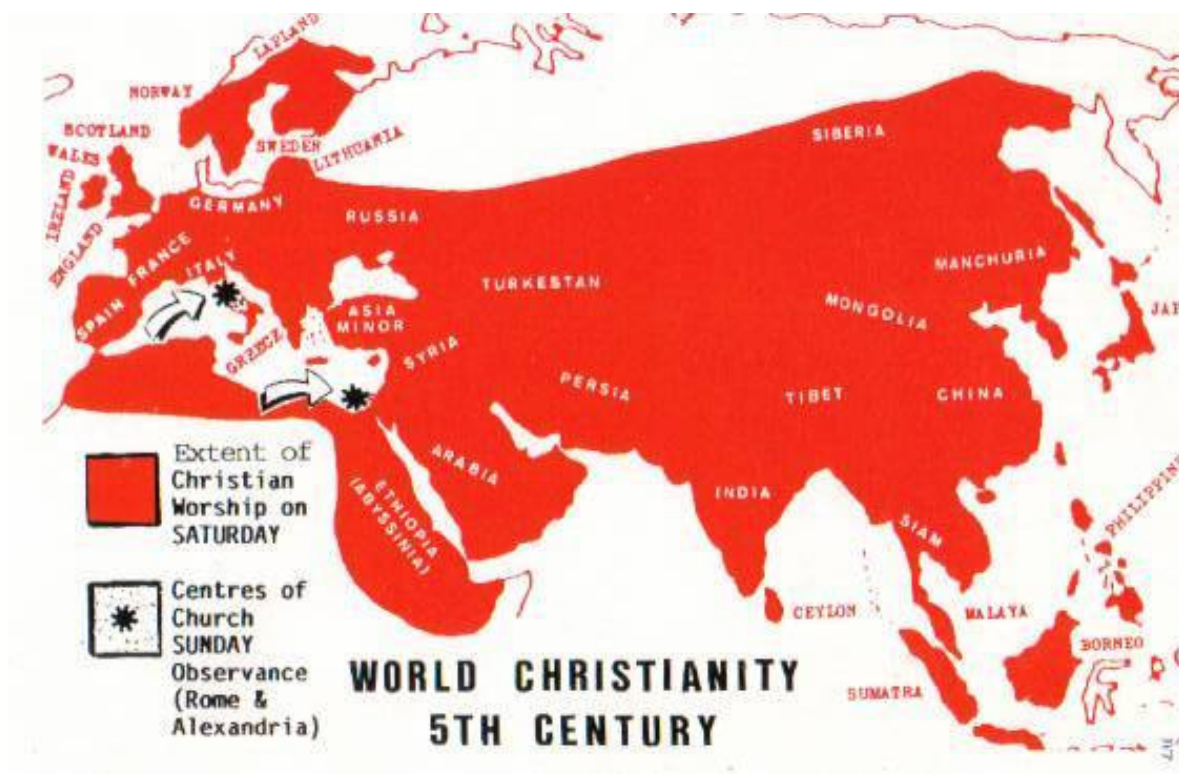 LAPLAND
NORWAY
SCOTLAND
WALES
SWEDEN
LITHUANIA
IRELAND
ENGLAND
GERMANY
RUSSIA
SIBERIA
FRANCE
ITALY
SPAIN
TURKESTAN
MANCHURIA
MONGOLIA
ASIA
MINOR
GREECE
SYRIA
PERSIA
TIBET
CHINA
JAP
ARABIA
INDIA
ETHIOPIA
(ABYSSINIA)
SIAM
PHILIPPINE
CEYLON
MALAYA
BORNEO
SUMATRA
Extent of
Christian
Worship on
SATURDAY
Centres of
Church
SUNDAY
Observance
(Rome &
Alexandria)
WORLD CHRISTIANITY
5TH CENTURY